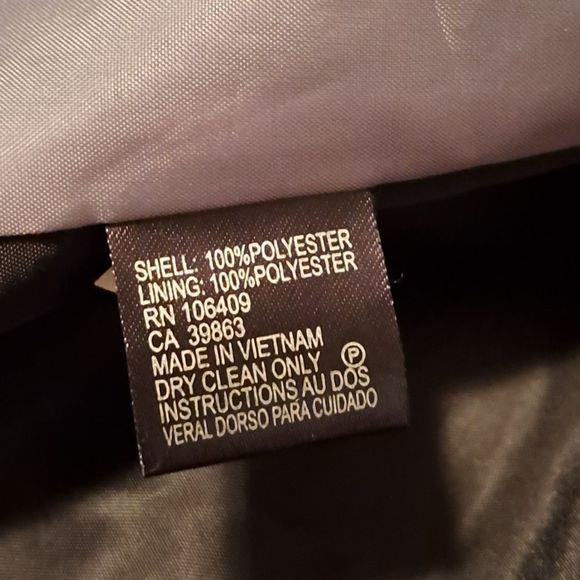 SHELL: 100%POLYESTER
LINING: 100%POLYESTER
RN 106409
CA 39863
MADE IN VIETNAM
DRY CLEAN ONLY Ⓟ
INSTRUCTIONS AU DOS
VERAL DORSO PARA CUIDADO